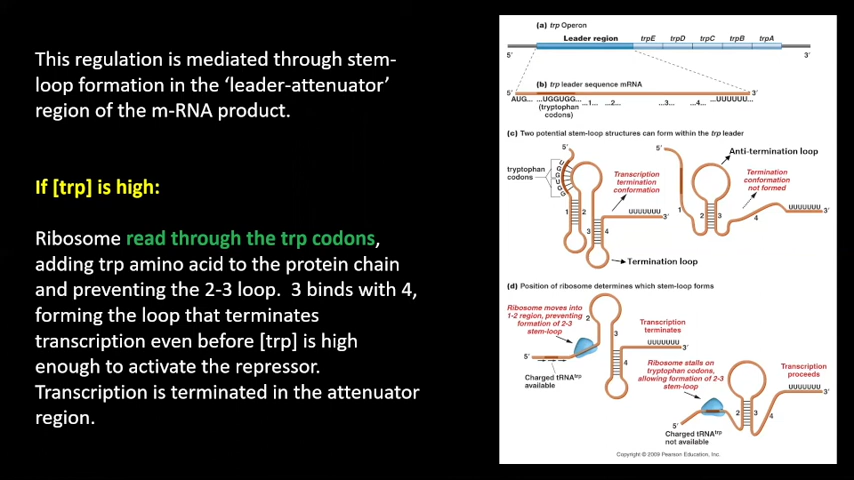 This regulation is mediated through stem-
loop formation in the ‘leader-attenuator’
region of the m-RNA product.
If [trp] is high:
Ribosome read through the trp codons,
adding trp amino acid to the protein chain
and preventing the 2-3 loop.  3 binds with 4,
forming the loop that terminates
transcription even before [trp] is high
enough to activate the repressor.
Transcription is terminated in the attenuator
region.
(a) trp Operon
Leader region trpE trpD trpC trpB trpA
5′ 3′
(b) trp leader sequence mRNA
5′ 3′
AUG... ...UGGUGG... ...1... ...2... ...3... ...4... ...UUUUUU...
(tryptophan
codons)
(c) Two potential stem-loop structures can form within the trp leader
5′
tryptophan
codons
U
G
G
U
G
G
Transcription
termination
conformation
1 2 3 4
UUUUUUU 3′
Termination loop
5′
Anti-termination loop
Termination
conformation
not formed
1 2 3 4
UUUUUUU 3′
(d) Position of ribosome determines which stem-loop forms
Ribosome moves into
1-2 region, preventing
formation of 2-3
stem-loop
2
3
4
5′
Charged tRNAtrp
available
Transcription
terminates
UUUUUUU 3′
Ribosome stalls on
tryptophan codons,
allowing formation of 2-3
stem-loop
5′
Charged tRNAtrp
not available
2 3 4
Transcription
proceeds
UUUUUUU 3′
Copyright © 2009 Pearson Education, Inc.